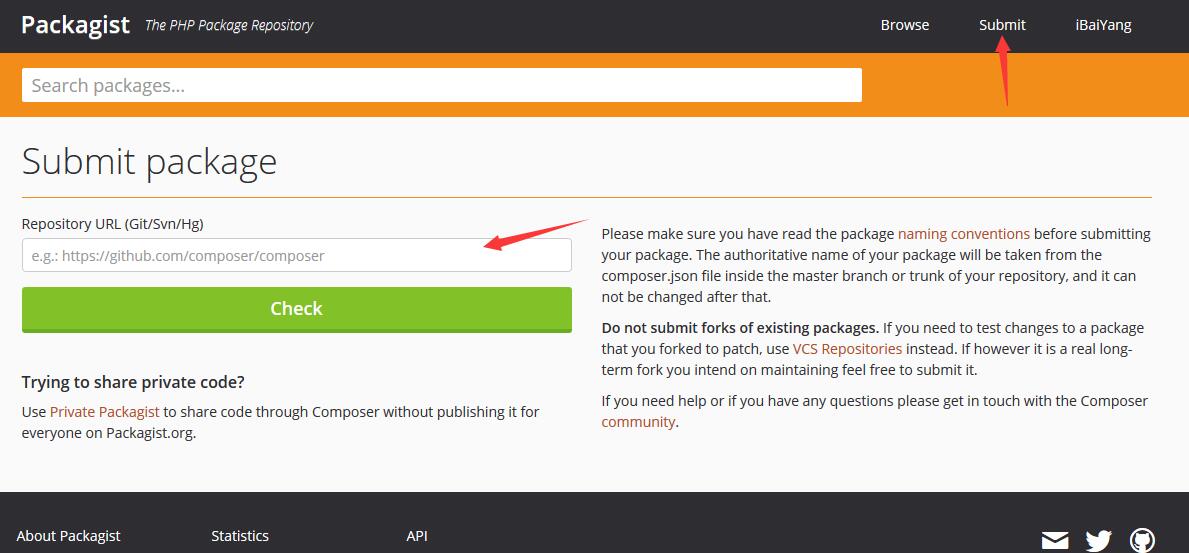 Packagist The PHP Package Repository Browse Submit iBaiYang
Search packages...
Submit package
Repository URL (Git/Svn/Hg)
e.g.: https://github.com/composer/composer
Check
Trying to share private code?
Use Private Packagist to share code through Composer without publishing it for
everyone on Packagist.org.
Please make sure you have read the package naming conventions before submitting
your package. The authoritative name of your package will be taken from the
composer.json file inside the master branch or trunk of your repository, and it can
not be changed after that.
Do not submit forks of existing packages. If you need to test changes to a package
that you forked to patch, use VCS Repositories instead. If however it is a real long-
term fork you intend on maintaining feel free to submit it.
If you need help or if you have any questions please get in touch with the Composer
community.
About Packagist Statistics API